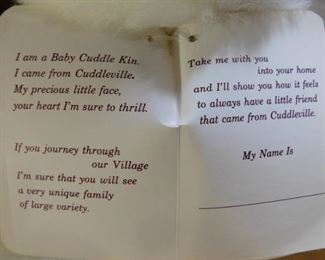 I am a Baby Cuddle Kin.
I came from Cuddleville.
My precious little face,
your heart I'm sure to thrill.
If you journey through
our Village
I'm sure that you will see
a very unique family
of large variety.
Take me with you
into your home
and I'll show you how it feels
to always have a little friend
that came from Cuddleville.
My Name Is